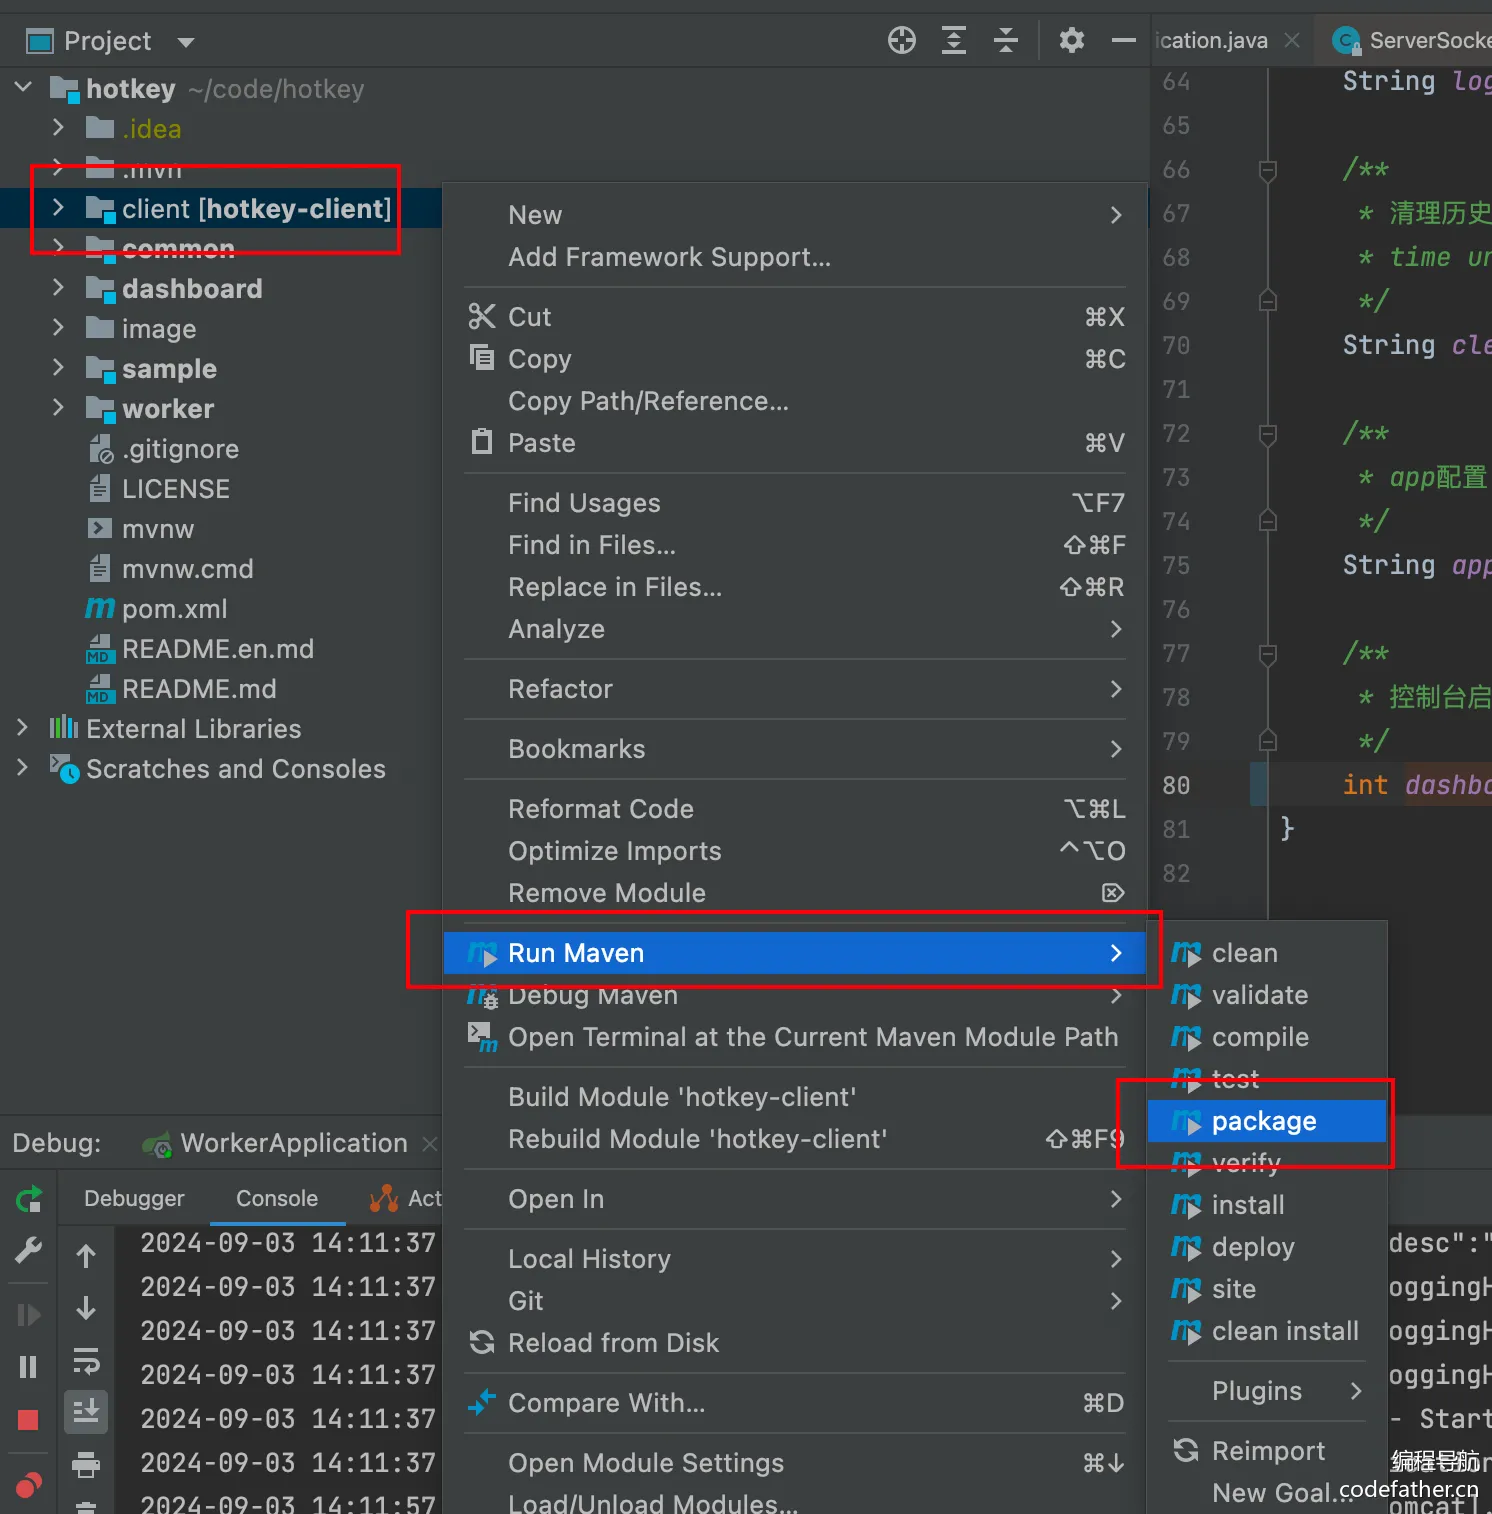 Project
ication.java
ServerSocke
hotkey ~/code/hotkey
.idea
.mvn
client [hotkey-client]
common
dashboard
image
sample
worker
.gitignore
LICENSE
mvnw
mvnw.cmd
pom.xml
README.en.md
README.md
External Libraries
Scratches and Consoles
New
Add Framework Support...
Cut ⌘X
Copy ⌘C
Copy Path/Reference...
Paste ⌘V
Find Usages ⌥F7
Find in Files... ⇧⌘F
Replace in Files... ⇧⌘R
Analyze
Refactor
Bookmarks
Reformat Code ⌥⌘L
Optimize Imports ^⌥O
Remove Module ⌦
Run Maven
Debug Maven
Open Terminal at the Current Maven Module Path
Build Module 'hotkey-client'
Rebuild Module 'hotkey-client' ⇧⌘F9
Open In
Local History
Git
Reload from Disk
Compare With... ⌘D
Open Module Settings ⌘↓
Load/Unload Modules...
clean
validate
compile
test
package
verify
install
deploy
site
clean install
Plugins
Reimport
New Goal...
64 String log
65
66 /**
67 * 清理历史
68 * time un
69 */
70 String cle
71
72 /**
73 * app配置
74 */
75 String app
76
77 /**
78 * 控制台启
79 */
80 int dashbo
81 }
82
Debug: WorkerApplication
Debugger Console Act
MD
MD
2024-09-03 14:11:37
2024-09-03 14:11:37
2024-09-03 14:11:37
2024-09-03 14:11:37
2024-09-03 14:11:37
2024-09-03 14:11:37
2024-09-03 14:11:57
desc":"
oggingH
oggingH
oggingH
- Start
omcat].
编程导航
codefather.cn